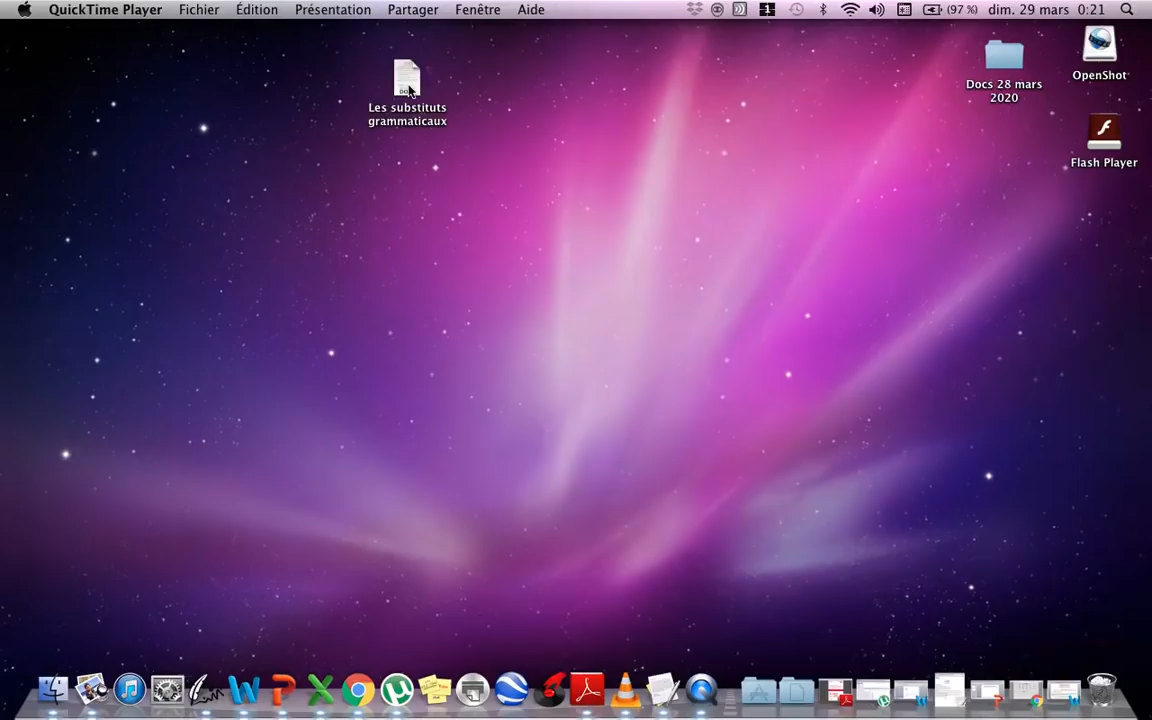 QuickTime Player Fichier Édition Présentation Partager Fenêtre Aide 1 (97 %) dim. 29 mars 0:21
Les substituts
grammaticaux
Docs 28 mars
2020
OpenShot
Flash Player